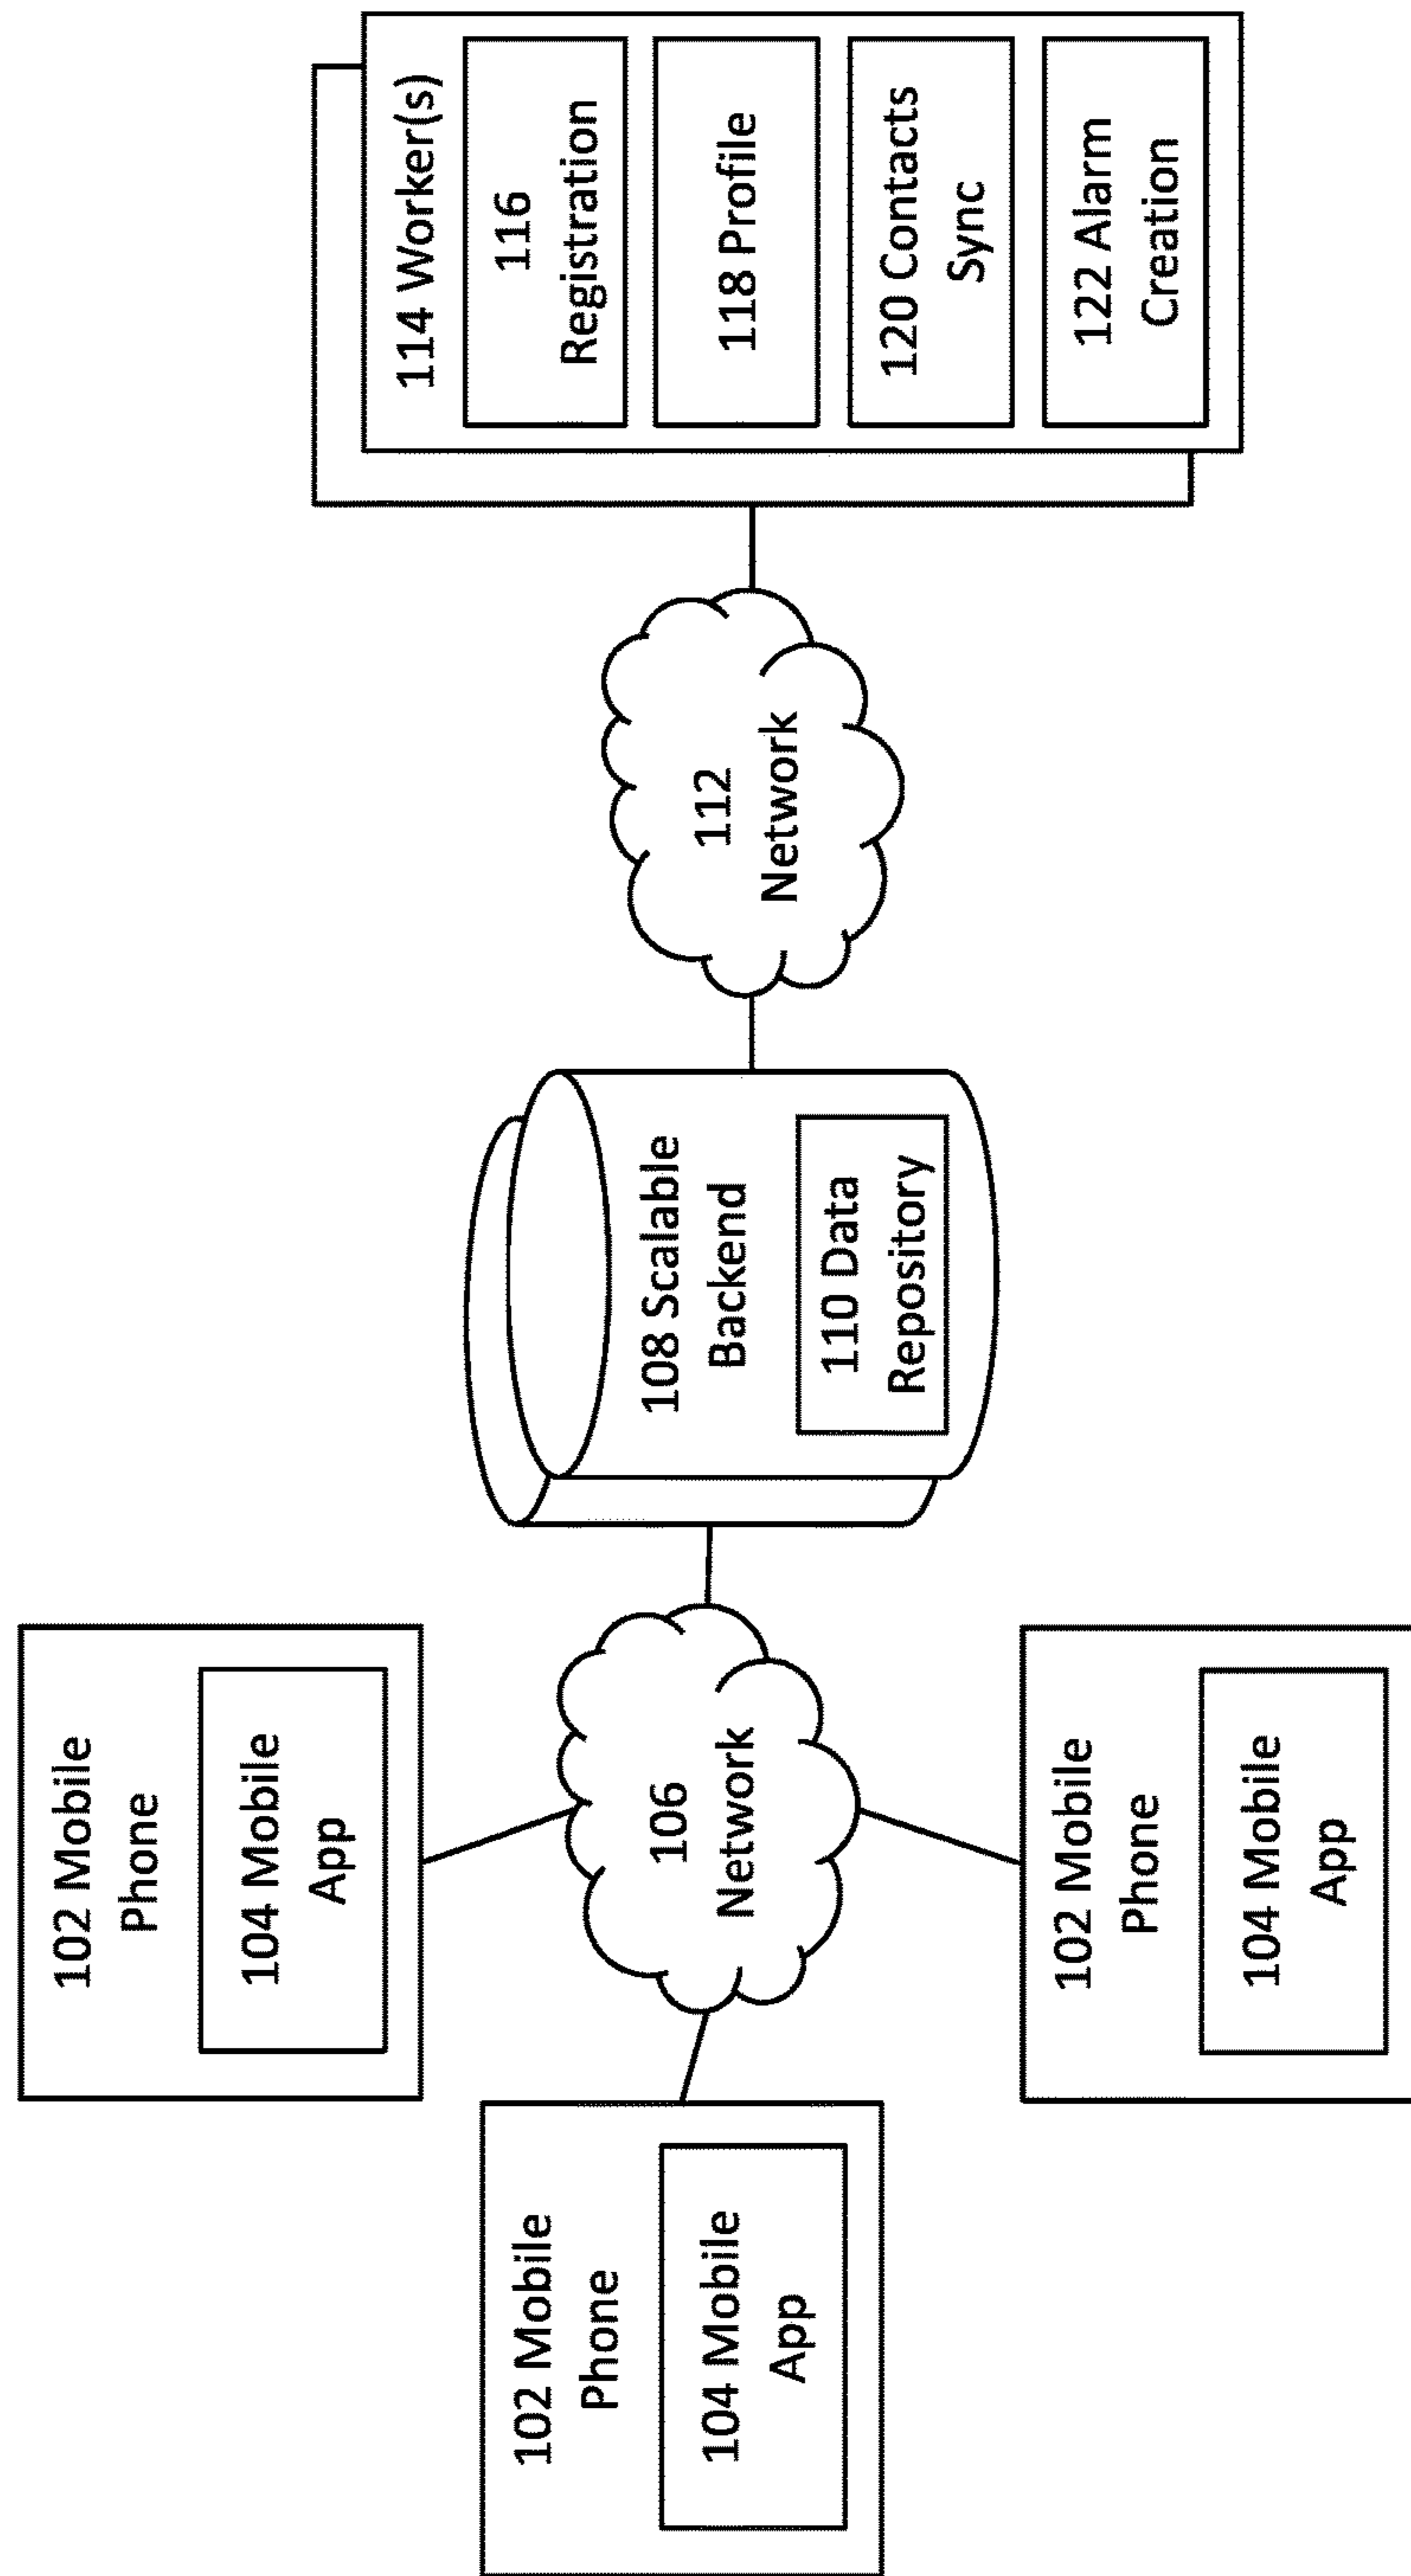 102 Mobile
Phone
104 Mobile
App
102 Mobile
Phone
104 Mobile
App
102 Mobile
Phone
104 Mobile
App
106
Network
108 Scalable
Backend
110 Data
Repository
112
Network
114 Worker(s)
116
Registration
118 Profile
120 Contacts
Sync
122 Alarm
Creation